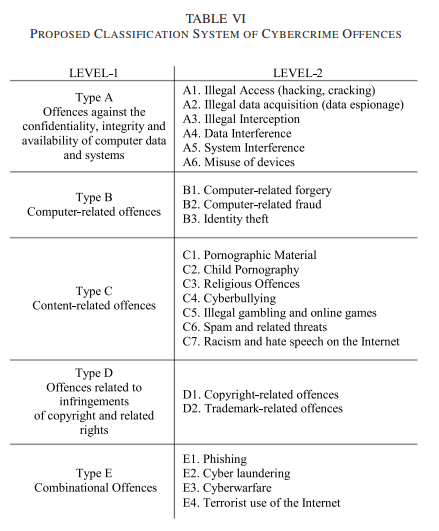 TABLE VI
PROPOSED CLASSIFICATION SYSTEM OF CYBERCRIME OFFENCES
LEVEL-1
LEVEL-2
Type A
Offences against the
confidentiality, integrity and
availability of computer data
and systems
A1. Illegal Access (hacking, cracking)
A2. Illegal data acquisition (data espionage)
A3. Illegal Interception
A4. Data Interference
A5. System Interference
A6. Misuse of devices
Type B
Computer-related offences
B1. Computer-related forgery
B2. Computer-related fraud
B3. Identity theft
Type C
Content-related offences
C1. Pornographic Material
C2. Child Pornography
C3. Religious Offences
C4. Cyberbullying
C5. Illegal gambling and online games
C6. Spam and related threats
C7. Racism and hate speech on the Internet
Type D
Offences related to
infringements
of copyright and related
rights
D1. Copyright-related offences
D2. Trademark-related offences
Type E
Combinational Offences
E1. Phishing
E2. Cyber laundering
E3. Cyberwarfare
E4. Terrorist use of the Internet